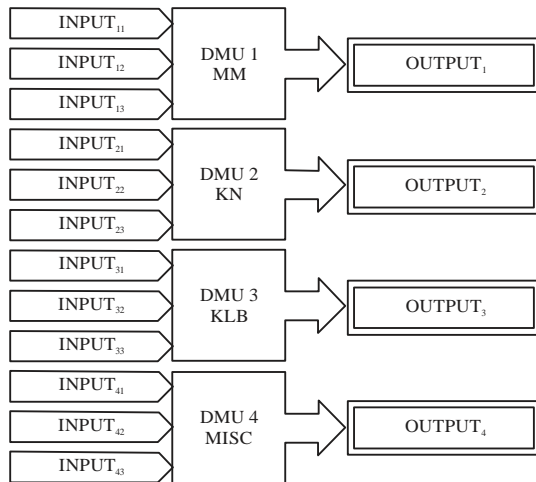 INPUT₁₁
INPUT₁₂
INPUT₁₃
DMU 1
MM
OUTPUT₁
INPUT₂₁
INPUT₂₂
INPUT₂₃
DMU 2
KN
OUTPUT₂
INPUT₃₁
INPUT₃₂
INPUT₃₃
DMU 3
KLB
OUTPUT₃
INPUT₄₁
INPUT₄₂
INPUT₄₃
DMU 4
MISC
OUTPUT₄